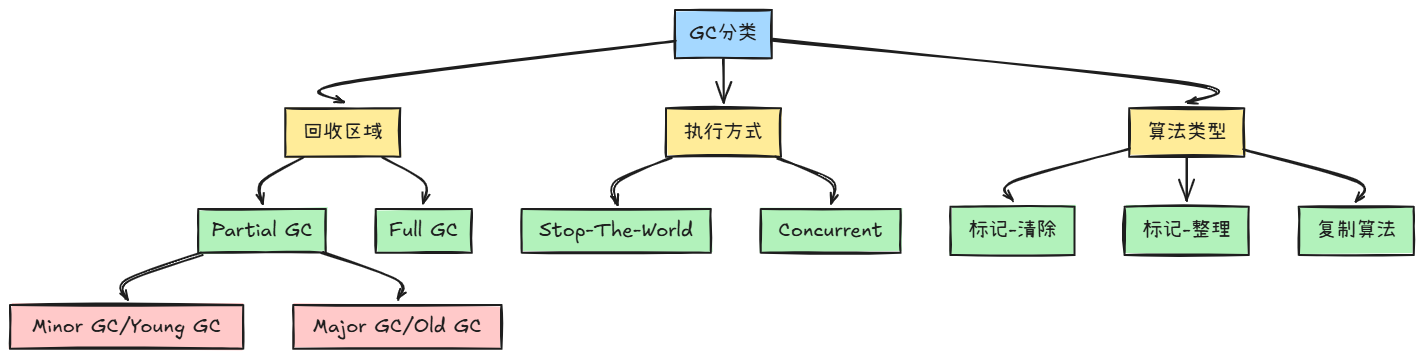 GC分类
回收区域
执行方式
算法类型
Partial GC
Full GC
Stop-The-World
Concurrent
标记-清除
标记-整理
复制算法
Minor GC/Young GC
Major GC/Old GC